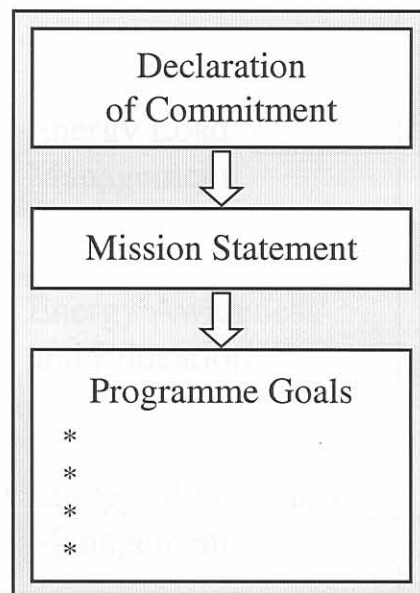 Declaration
of Commitment
Mission Statement
Programme Goals
*
*
*
*